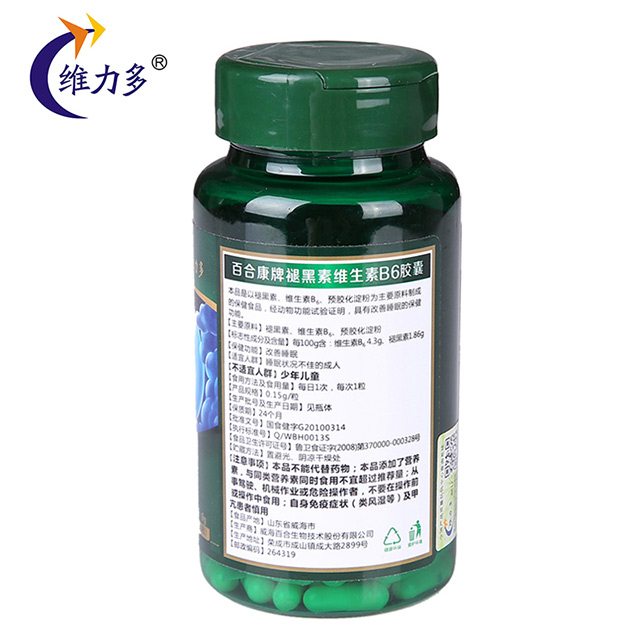 维力多®
多
百合康牌褪黑素维生素B6胶囊
本品是以褪黑素、维生素B₆、预胶化淀粉为主要原料制成
的保健食品，经动物功能试验证明，具有改善睡眠的保健
功能。
【主要原料】褪黑素、维生素B₆、预胶化淀粉
【标志性成分及含量】每100g含：维生素B₆ 4.3g、褪黑素1.86g
【保健功能】改善睡眠
【适宜人群】睡眠状况不佳的成人
【不适宜人群】少年儿童
【食用方法及食用量】每日1次，每次1粒
【产品规格】0.15g/粒
【生产批号及生产日期】见瓶体
【保质期】24个月
【批准文号】国食健字G20100314
【执行标准号】Q/WBH0013S
【食品卫生许可证号】鲁卫食证字(2008)第370000-000328号
【贮藏方法】置避光、阴凉干燥处
【注意事项】本品不能代替药物；本品添加了营养
素，与同类营养素同时食用不宜超过推荐量；从
事驾驶、机械作业或危险操作者，不要在操作前
或操作中食用；自身免疫症状（类风湿等）及甲
亢患者慎用
【食品产地】山东省威海市
【生产商】威海百合生物技术股份有限公司
【生产地址】荣成市成山镇成大路2899号
【邮政编码】264319